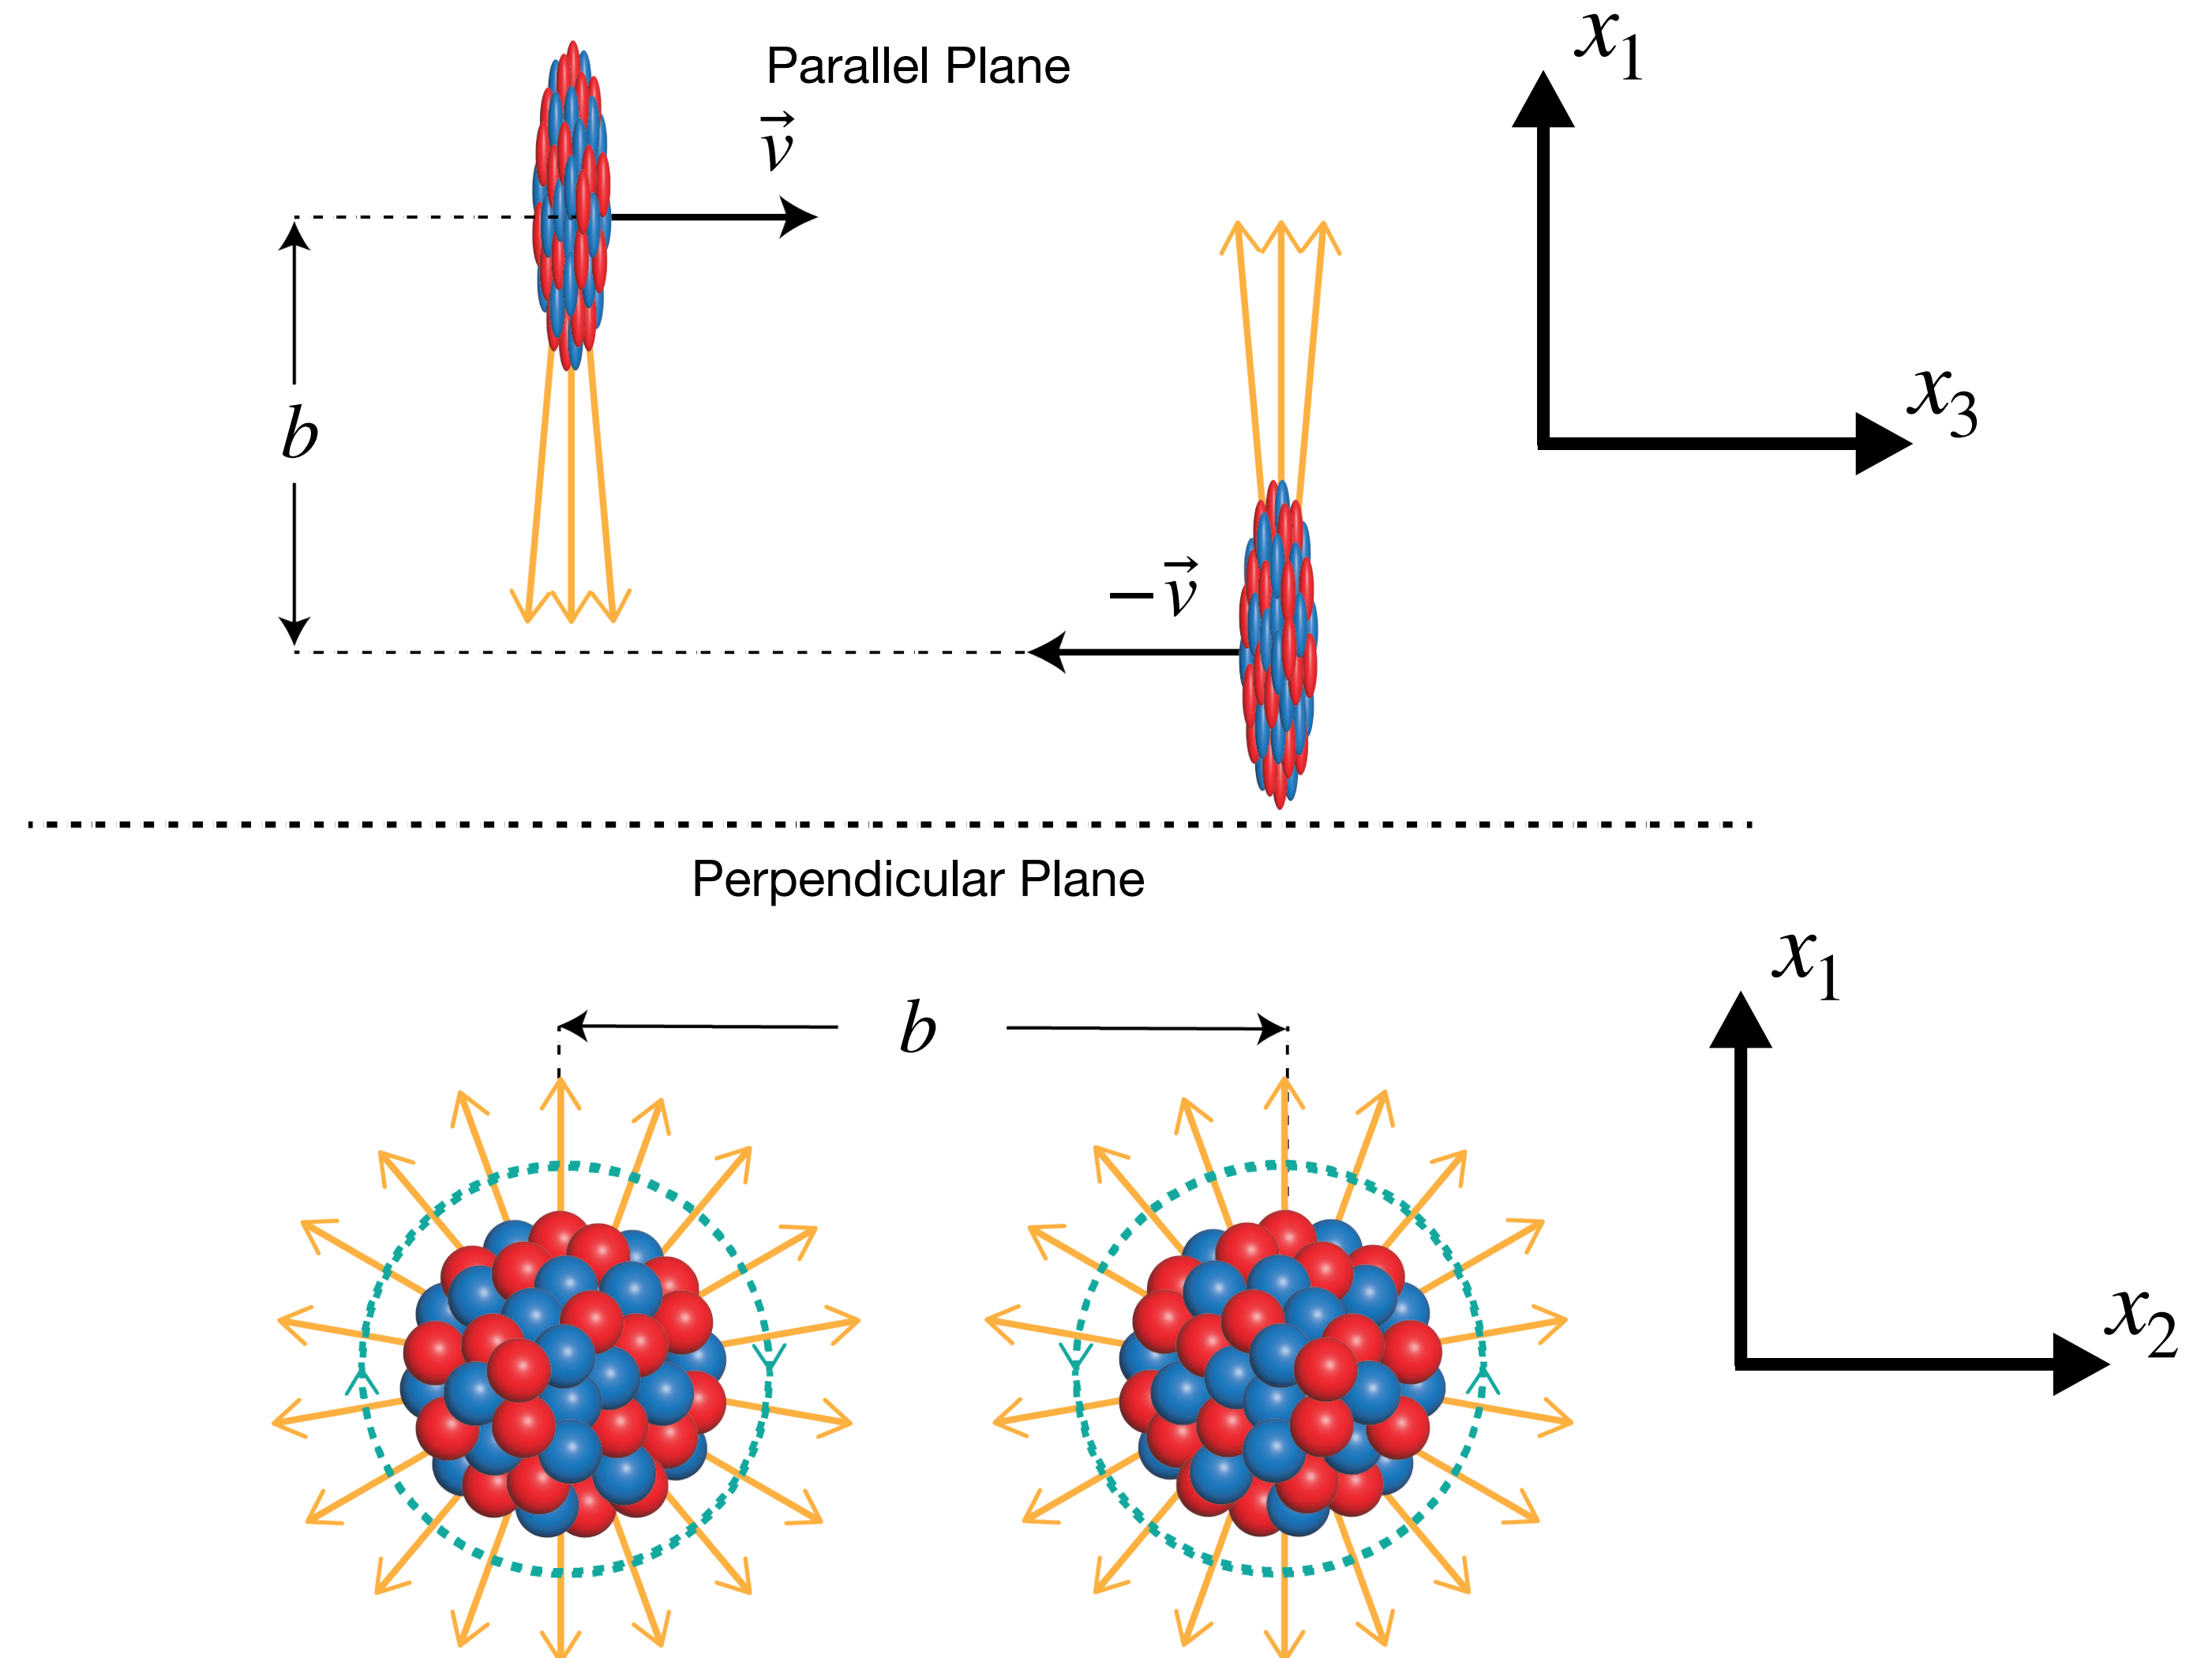 Parallel Plane
x₁
v⃗
x₃
b
−v⃗
Perpendicular Plane
x₁
b
x₂